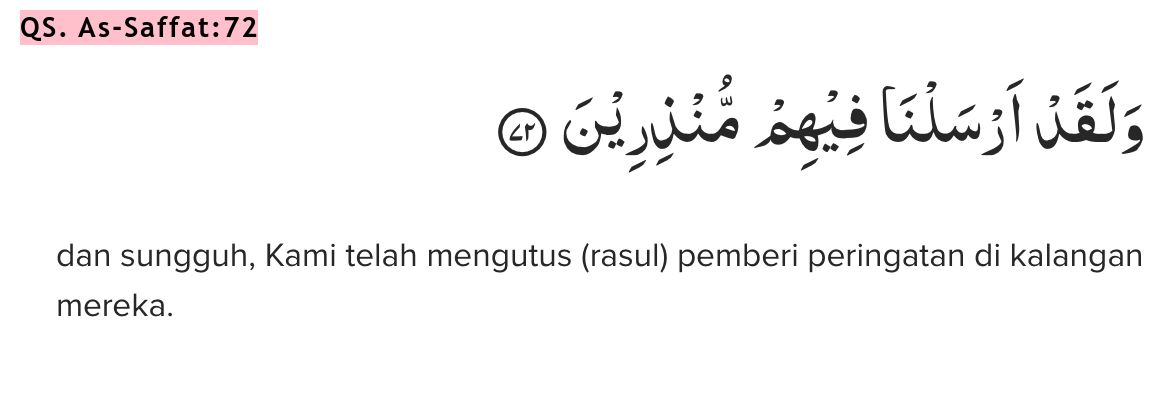 QS. As-Saffat:72
وَلَقَدْ اَرْسَلْنَا فِيْهِمْ مُّنْذِرِيْنَ ۝٧٢
dan sungguh, Kami telah mengutus (rasul) pemberi peringatan di kalangan
mereka.